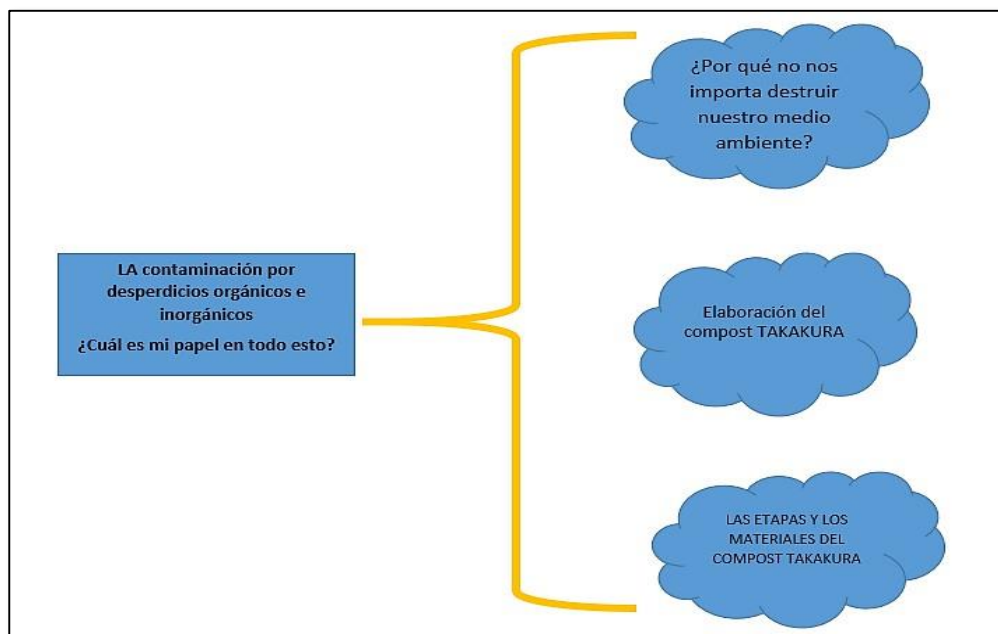 LA contaminación por
desperdicios orgánicos e
inorgánicos
¿Cuál es mi papel en todo esto?
¿Por qué no nos
importa destruir
nuestro medio
ambiente?
Elaboración del
compost TAKAKURA
LAS ETAPAS Y LOS
MATERIALES DEL
COMPOST TAKAKURA